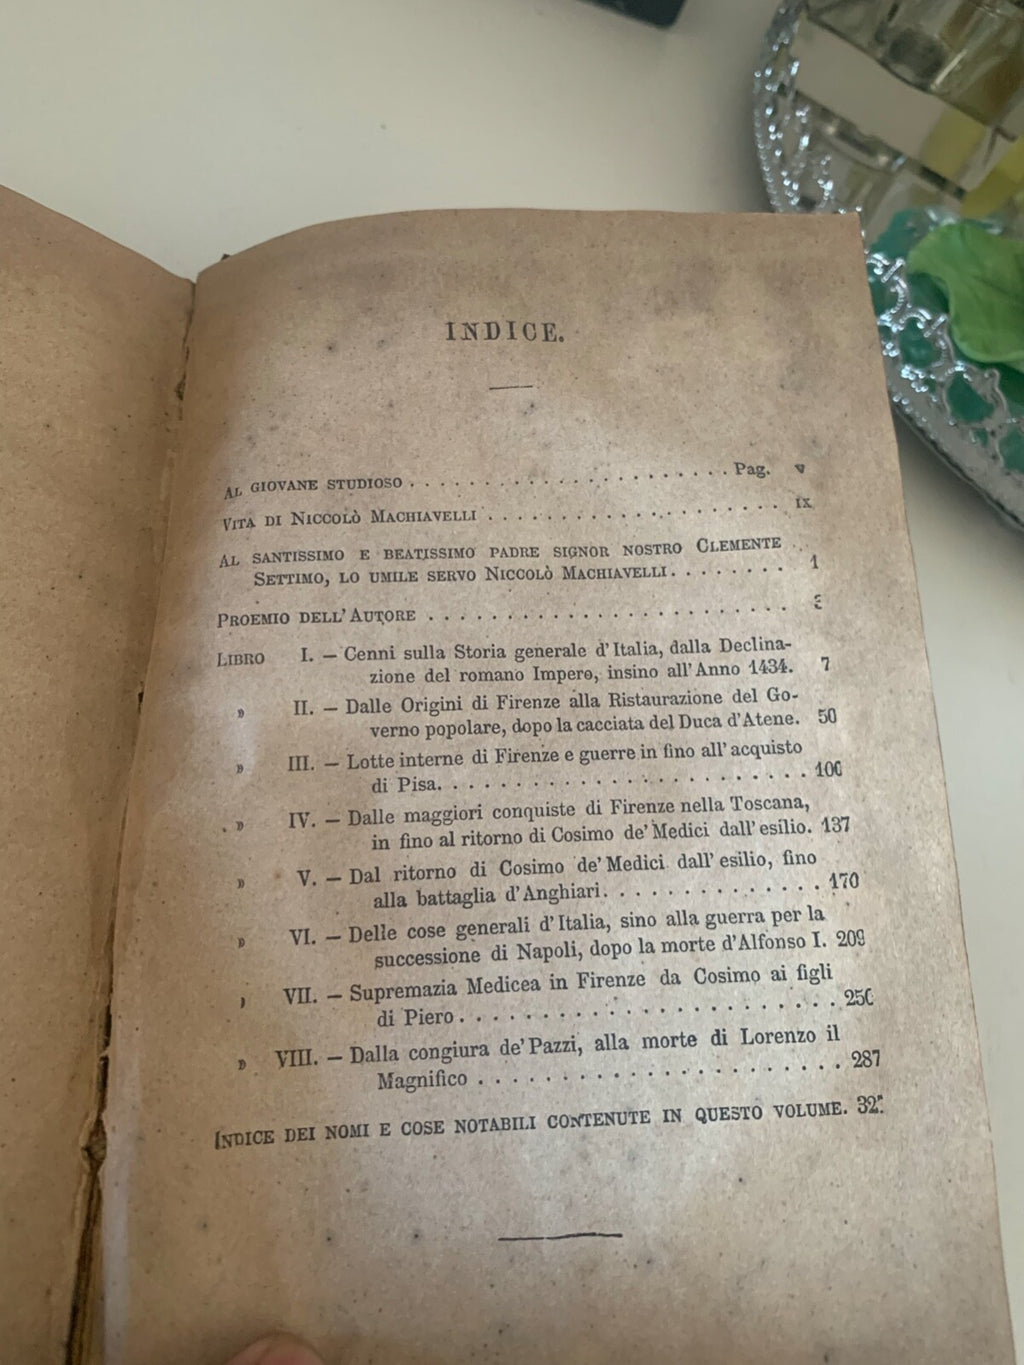 INDICE.
AL GIOVANE STUDIOSO . . . . . . . . . . . . . . . . . . . . Pag. V
VITA DI NICCOLÒ MACHIAVELLI . . . . . . . . . . . . . . . . . . IX
AL SANTISSIMO E BEATISSIMO PADRE SIGNOR NOSTRO CLEMENTE
SETTIMO, LO UMILE SERVO NICCOLÒ MACHIAVELLI. . . . . . . . 1
PROEMIO DELL'AUTORE . . . . . . . . . . . . . . . . . . . . .
LIBRO I. — Cenni sulla Storia generale d'Italia, dalla Declina-
zione del romano Impero, insino all'Anno 1434. 7
» II. — Dalle Origini di Firenze alla Ristaurazione del Go-
verno popolare, dopo la cacciata del Duca d'Atene. 50
» III. — Lotte interne di Firenze e guerre in fino all'acquisto
di Pisa. . . . . . . . . . . . . . . . . . . . . . 100
» IV. — Dalle maggiori conquiste di Firenze nella Toscana,
in fino al ritorno di Cosimo de' Medici dall'esilio. 137
» V. — Dal ritorno di Cosimo de' Medici dall'esilio, fino
alla battaglia d'Anghiari. . . . . . . . . . . . . 170
» VI. — Delle cose generali d'Italia, sino alla guerra per la
successione di Napoli, dopo la morte d'Alfonso I. 209
» VII. — Supremazia Medicea in Firenze da Cosimo ai figli
di Piero . . . . . . . . . . . . . . . . . . . . . 250
» VIII. — Dalla congiura de' Pazzi, alla morte di Lorenzo il
Magnifico . . . . . . . . . . . . . . . . . . . . 287
INDICE DEI NOMI E COSE NOTABILI CONTENUTE IN QUESTO VOLUME.